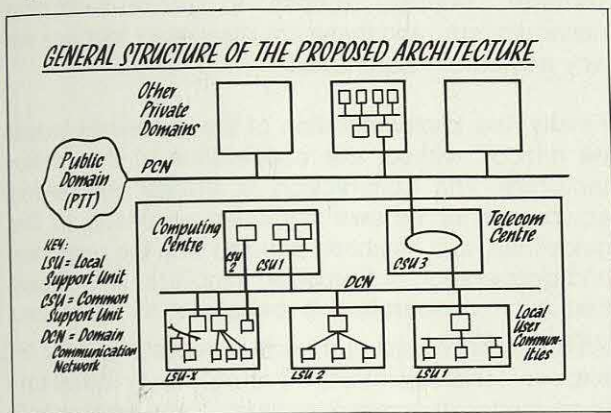 GENERAL STRUCTURE OF THE PROPOSED ARCHITECTURE
Other
Private
Domains
Public
Domain
(PTT)
PCN
Computing
Centre
CSU
2
CSU 1
CSU 3
Telecom
Centre
KEY:
LSU = Local
Support Unit
CSU = Common
Support Unit
DCN = Domain
Communication
Network
DCN
LSU-X
LSU 2
LSU 1
Local
User
Commun-
ities